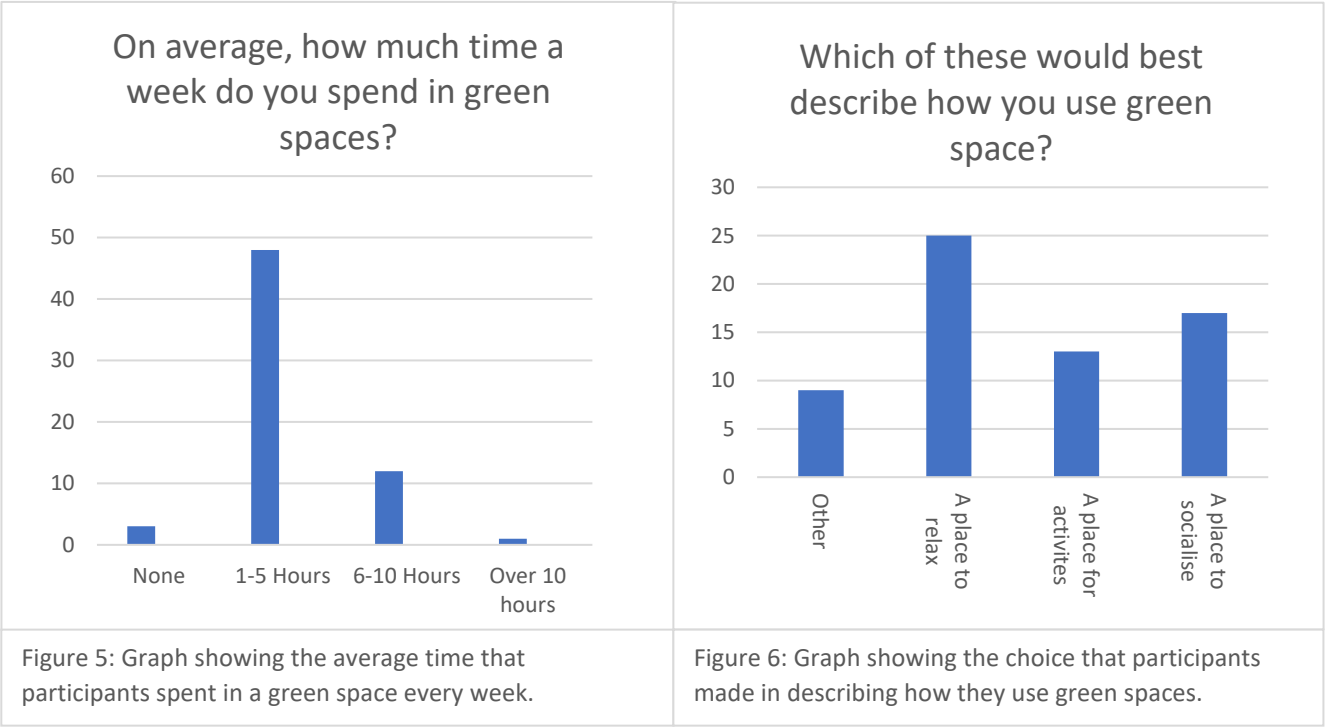 On average, how much time a
week do you spend in green
spaces?
60
50
40
30
20
10
0
None
1-5 Hours
6-10 Hours
Over 10
hours
Figure 5: Graph showing the average time that
participants spent in a green space every week.
Which of these would best
describe how you use green
space?
30
25
20
15
10
5
0
Other
A place to
relax
A place for
activites
A place to
socialise
Figure 6: Graph showing the choice that participants
made in describing how they use green spaces.